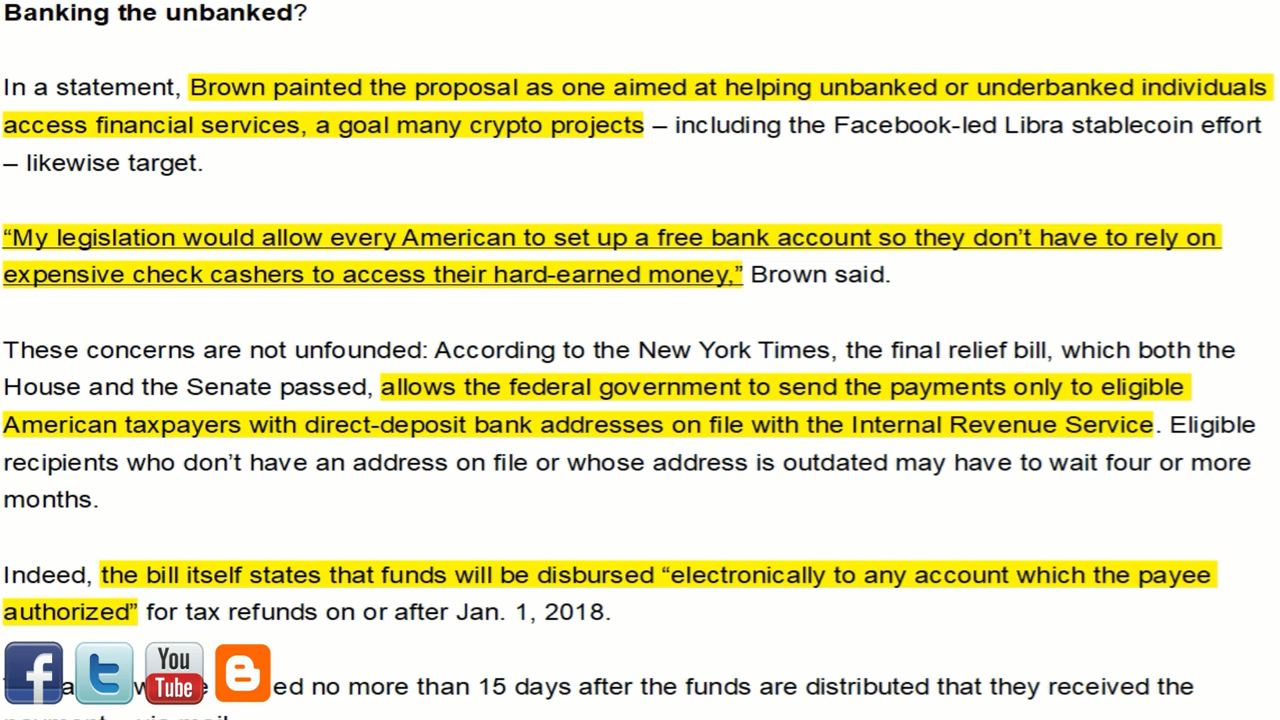 Banking the unbanked?
In a statement, Brown painted the proposal as one aimed at helping unbanked or underbanked individuals
access financial services, a goal many crypto projects – including the Facebook-led Libra stablecoin effort
– likewise target.
“My legislation would allow every American to set up a free bank account so they don’t have to rely on
expensive check cashers to access their hard-earned money,” Brown said.
These concerns are not unfounded: According to the New York Times, the final relief bill, which both the
House and the Senate passed, allows the federal government to send the payments only to eligible
American taxpayers with direct-deposit bank addresses on file with the Internal Revenue Service. Eligible
recipients who don’t have an address on file or whose address is outdated may have to wait four or more
months.
Indeed, the bill itself states that funds will be disbursed “electronically to any account which the payee
authorized” for tax refunds on or after Jan. 1, 2018.
You
Tube
ed no more than 15 days after the funds are distributed that they received the